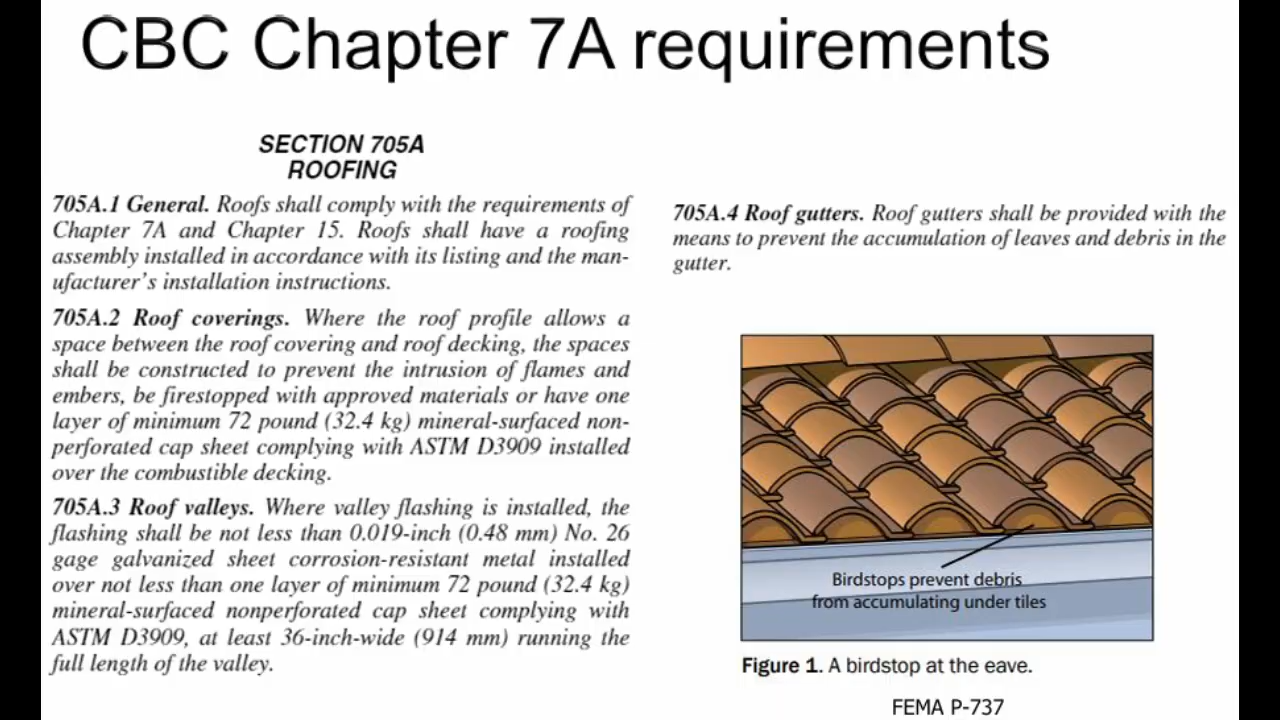 CBC Chapter 7A requirements
SECTION 705A
ROOFING
705A.1 General. Roofs shall comply with the requirements of
Chapter 7A and Chapter 15. Roofs shall have a roofing
assembly installed in accordance with its listing and the man-
ufacturer's installation instructions.
705A.2 Roof coverings. Where the roof profile allows a
space between the roof covering and roof decking, the spaces
shall be constructed to prevent the intrusion of flames and
embers, be firestopped with approved materials or have one
layer of minimum 72 pound (32.4 kg) mineral-surfaced non-
perforated cap sheet complying with ASTM D3909 installed
over the combustible decking.
705A.3 Roof valleys. Where valley flashing is installed, the
flashing shall be not less than 0.019-inch (0.48 mm) No. 26
gage galvanized sheet corrosion-resistant metal installed
over not less than one layer of minimum 72 pound (32.4 kg)
mineral-surfaced nonperforated cap sheet complying with
ASTM D3909, at least 36-inch-wide (914 mm) running the
full length of the valley.
705A.4 Roof gutters. Roof gutters shall be provided with the
means to prevent the accumulation of leaves and debris in the
gutter.
Birdstops prevent debris
from accumulating under tiles
Figure 1. A birdstop at the eave.
FEMA P-737